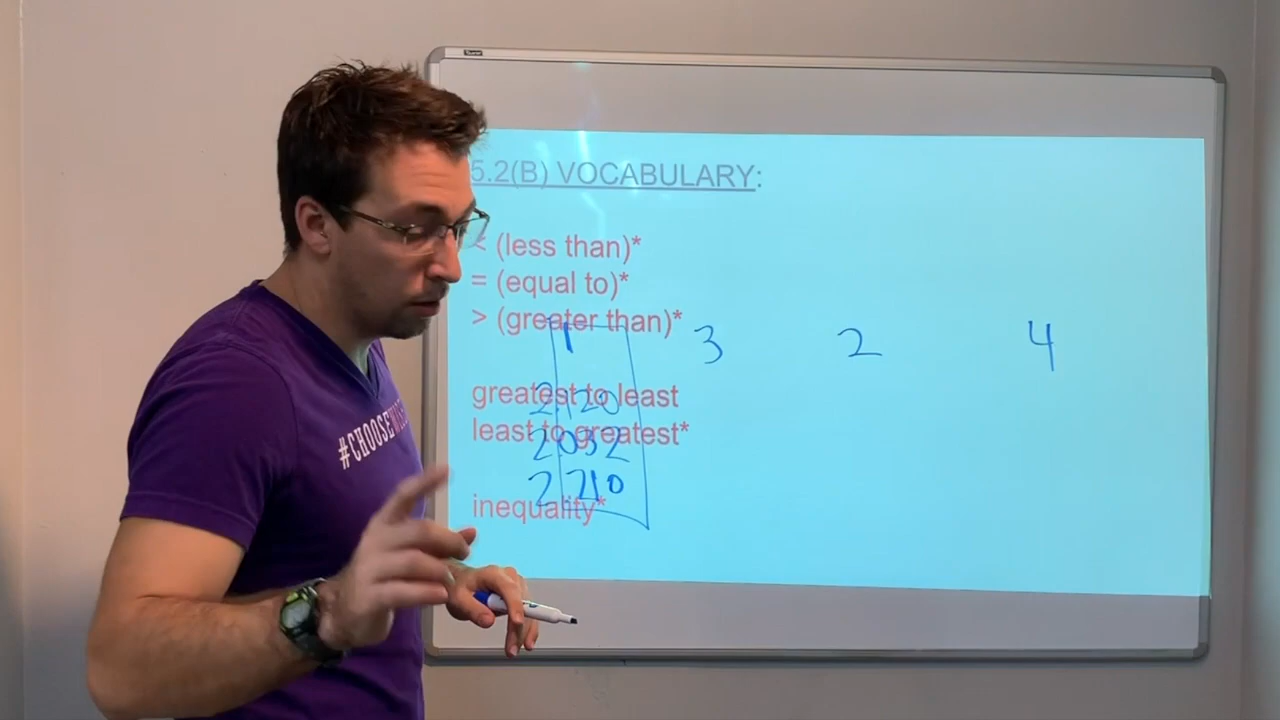 5.2(B) VOCABULARY:
< (less than)*
= (equal to)*
> (greater than)*
1 3 2 4
greatest to least
2.120
least to greatest*
2.032
2 210
inequality*
#CHOOSE